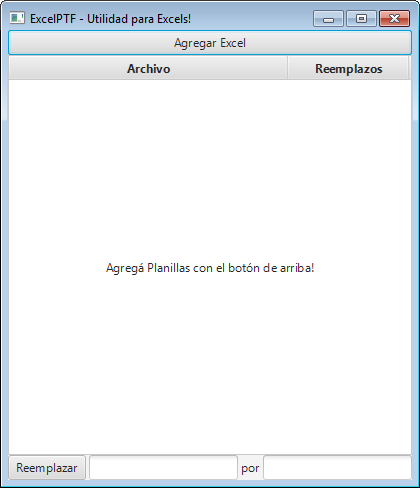 ExcelPTF - Utilidad para Excels!
Agregar Excel
Archivo Reemplazos
Agregá Planillas con el botón de arriba!
Reemplazar por